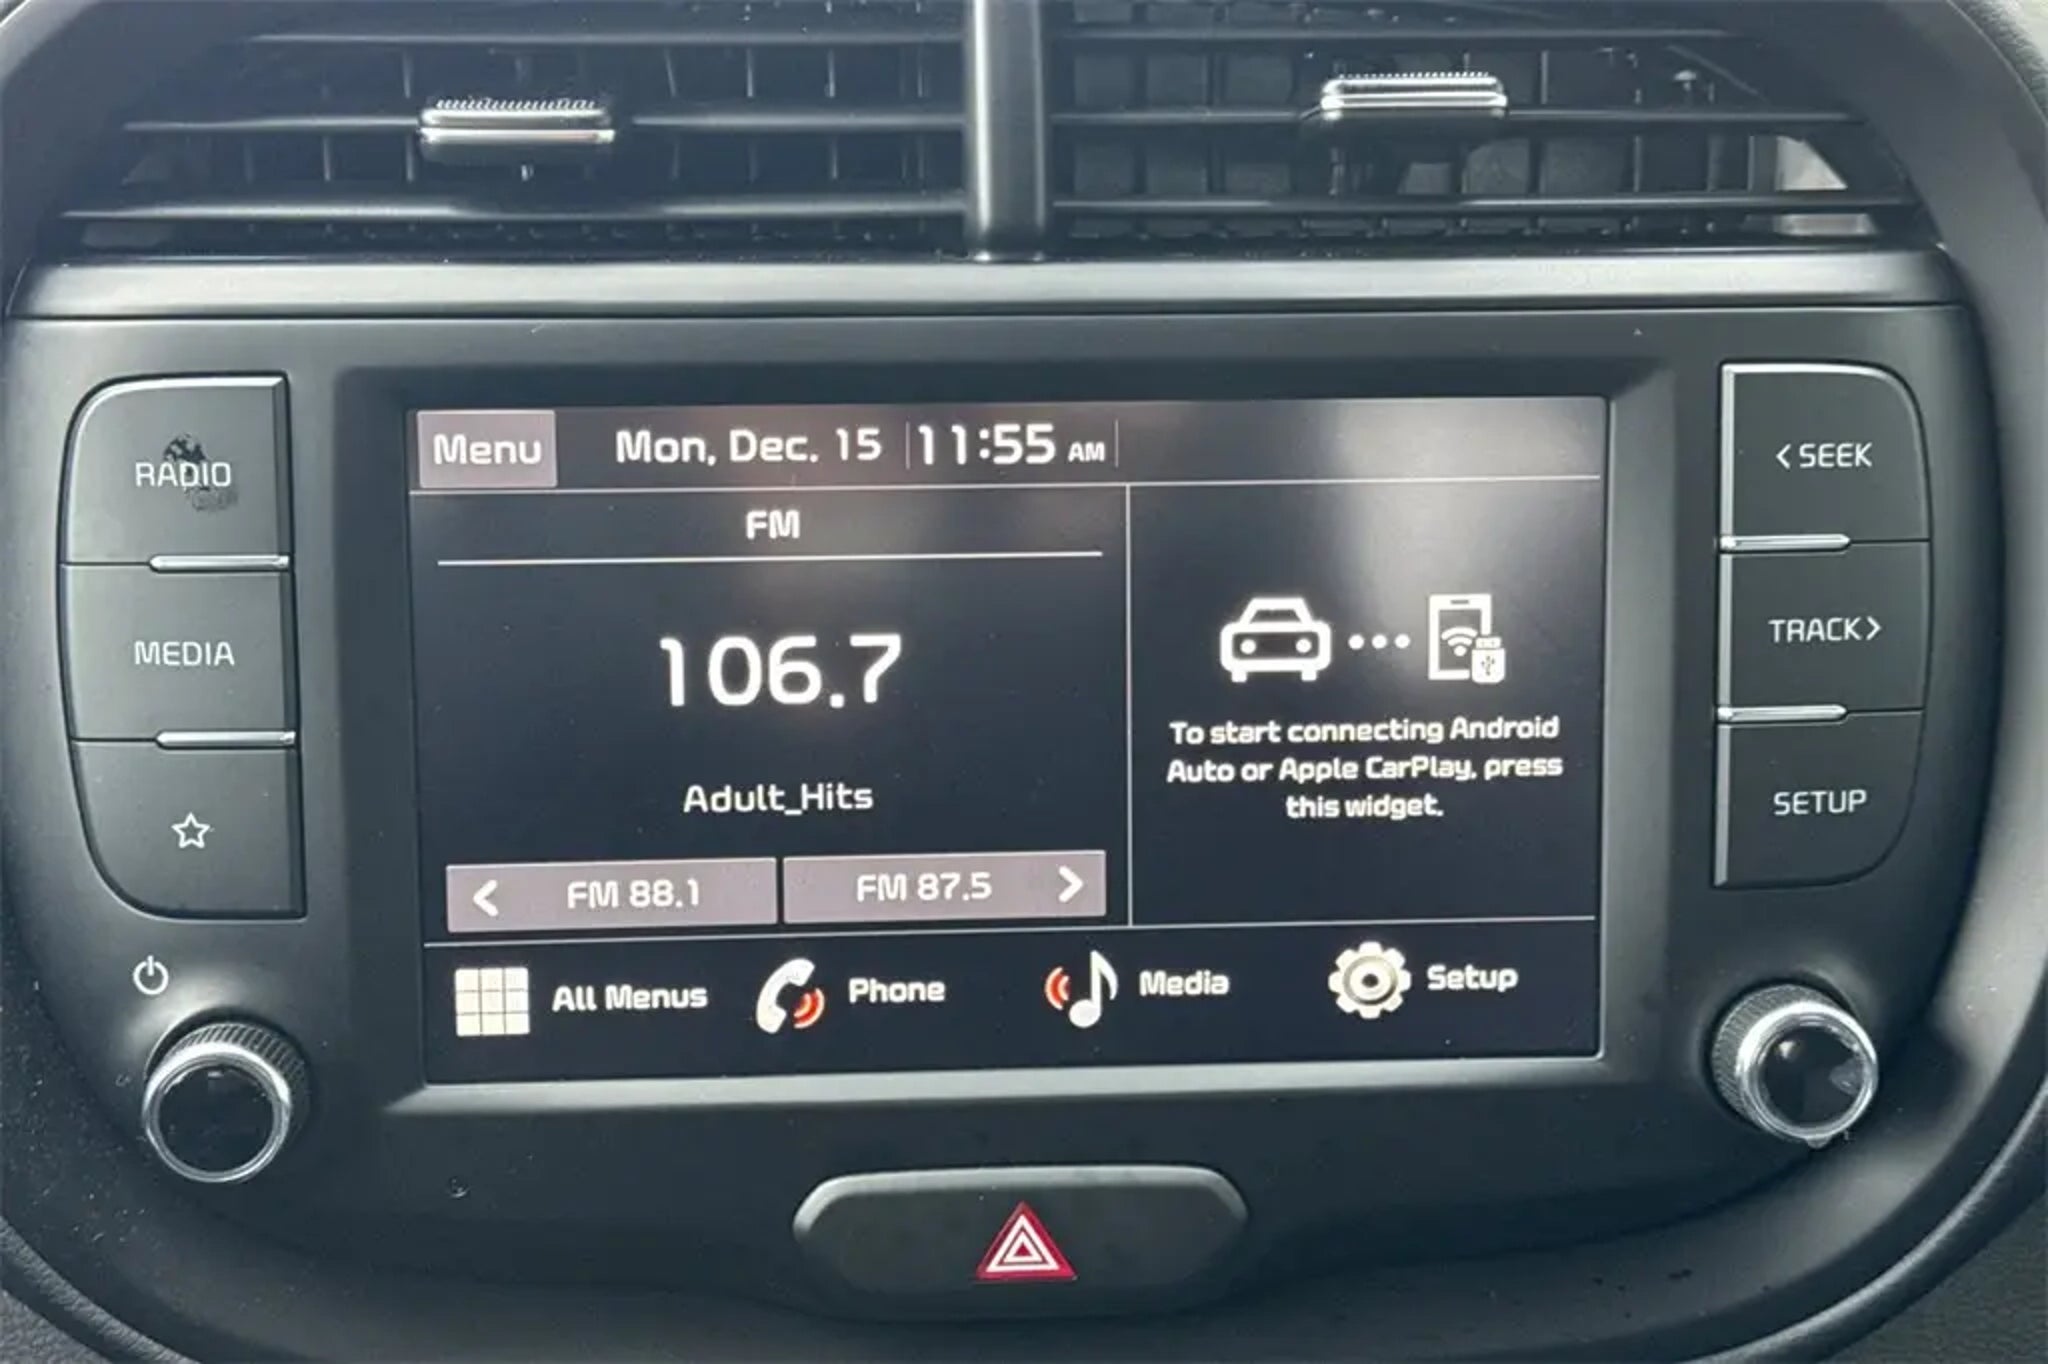 RADIO
MEDIA
Menu
Mon, Dec. 15
11:55 AM
FM
106.7
Adult_Hits
< FM 88.1
FM 87.5 >
To start connecting Android
Auto or Apple CarPlay, press
this widget.
All Menus
Phone
Media
Setup
< SEEK
TRACK >
SETUP